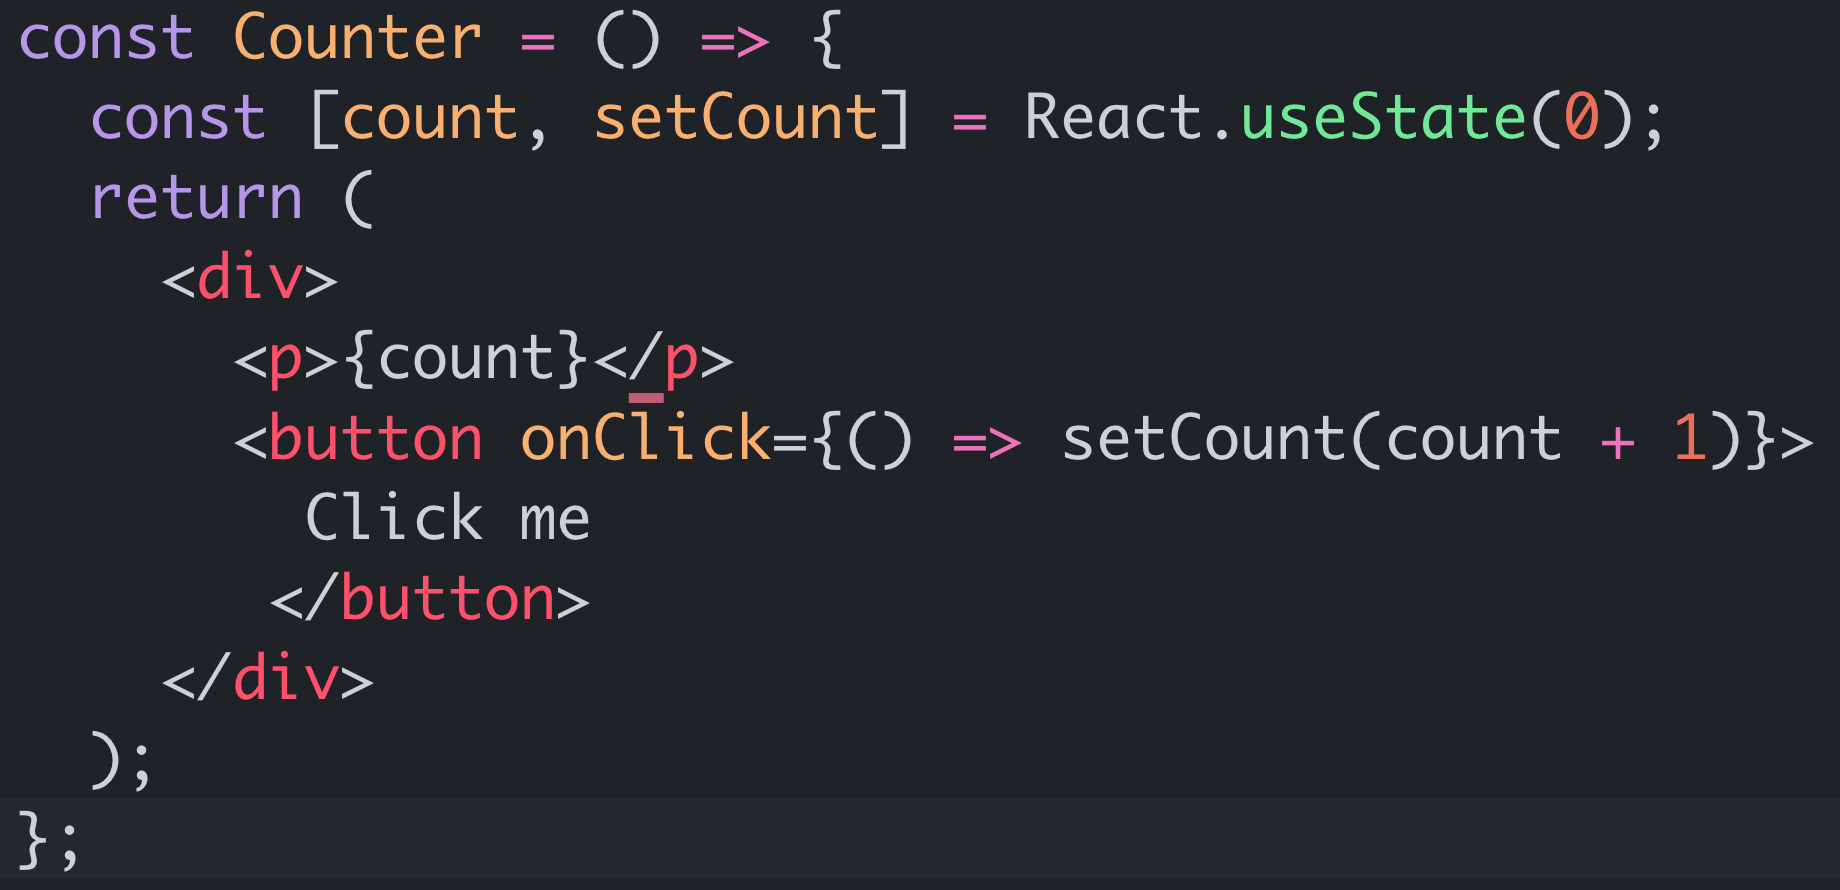 const Counter = () => {
  const [count, setCount] = React.useState(0);
  return (
    <div>
      <p>{count}</p>
      <button onClick={() => setCount(count + 1)}>
        Click me
       </button>
    </div>
  );
};